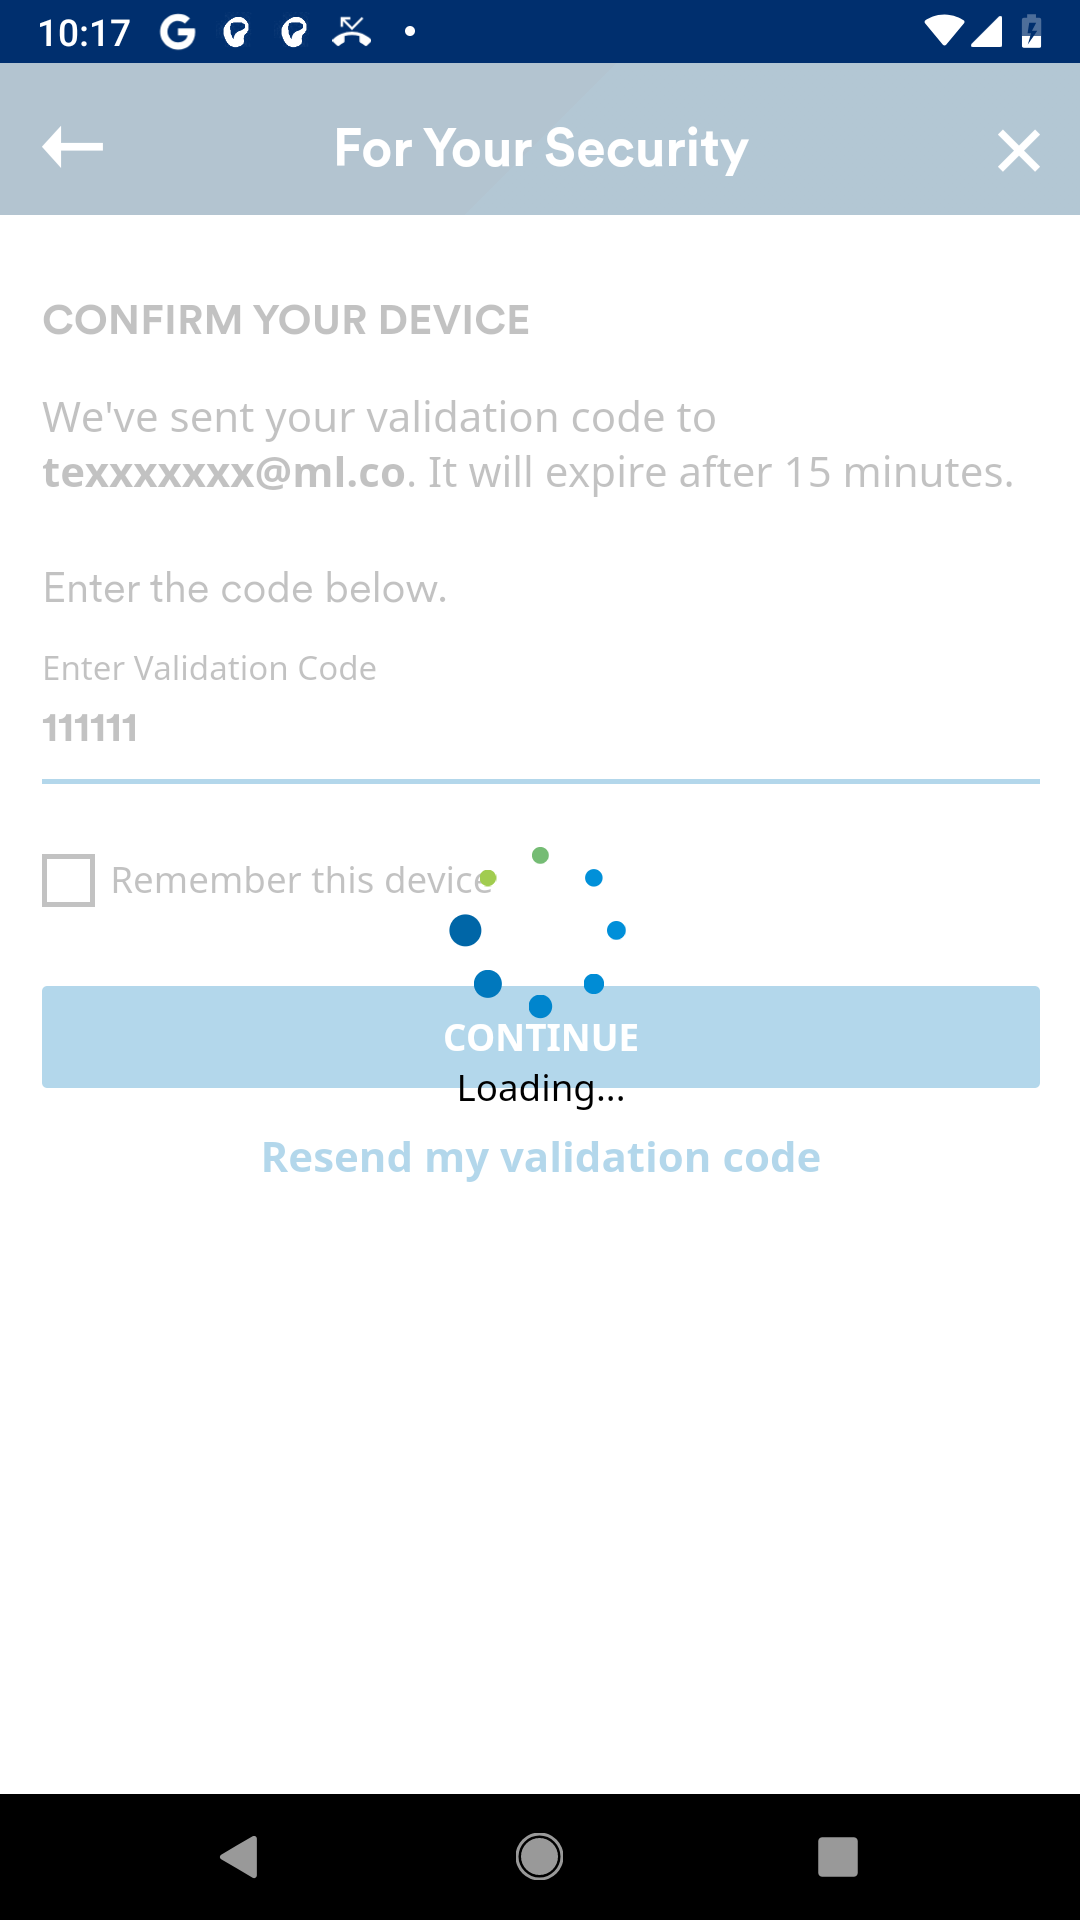 10:17
For Your Security
CONFIRM YOUR DEVICE
We've sent your validation code to
texxxxxxx@ml.co. It will expire after 15 minutes.
Enter the code below.
Enter Validation Code
111111
Remember this device
CONTINUE
Loading...
Resend my validation code